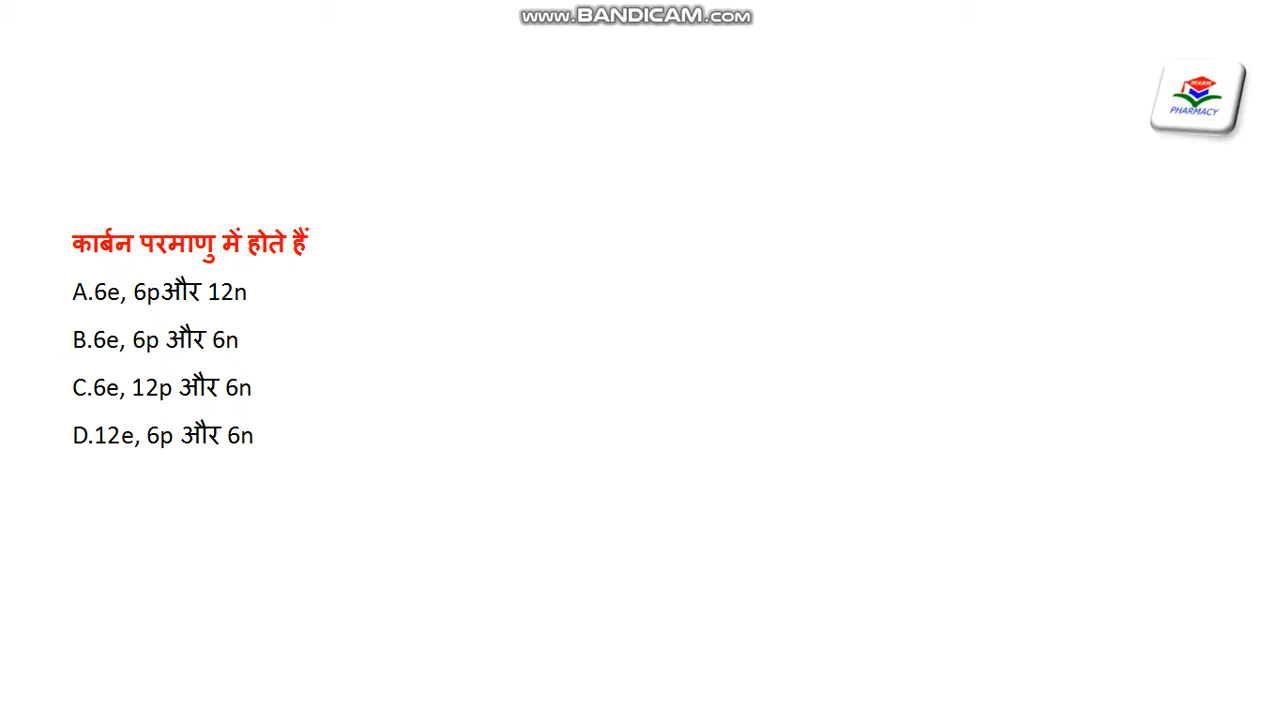 www.BANDICAM.com
PHARMACY
कार्बन परमाणु में होते हैं
A.6e, 6pऔर 12n
B.6e, 6p और 6n
C.6e, 12p और 6n
D.12e, 6p और 6n